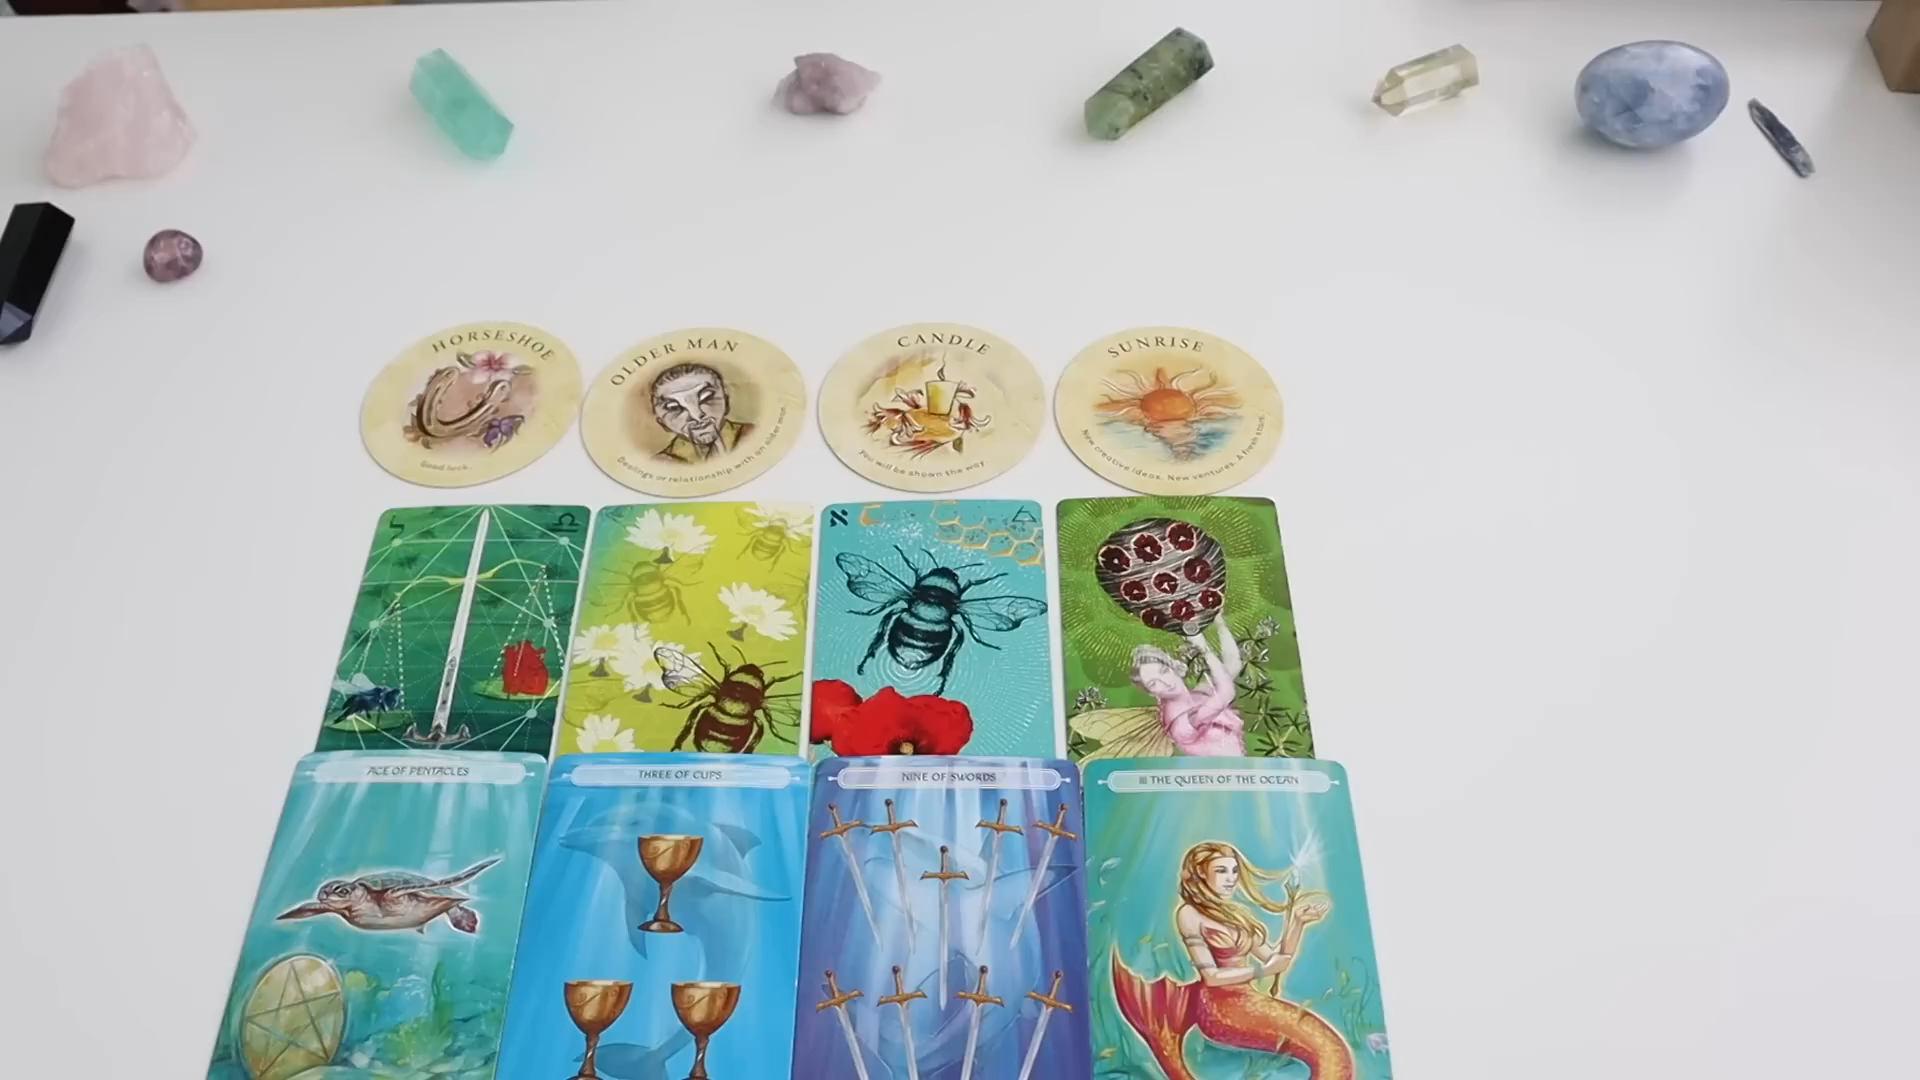 HORSESHOE
Good luck.
OLDER MAN
Dealings or relationship with an older man.
CANDLE
You will be shown the way
SUNRISE
New creative ideas. New ventures. A fresh start.
ל
א
ACE OF PENTACLES
THREE OF CUPS
NINE OF SWORDS
III THE QUEEN OF THE OCEAN